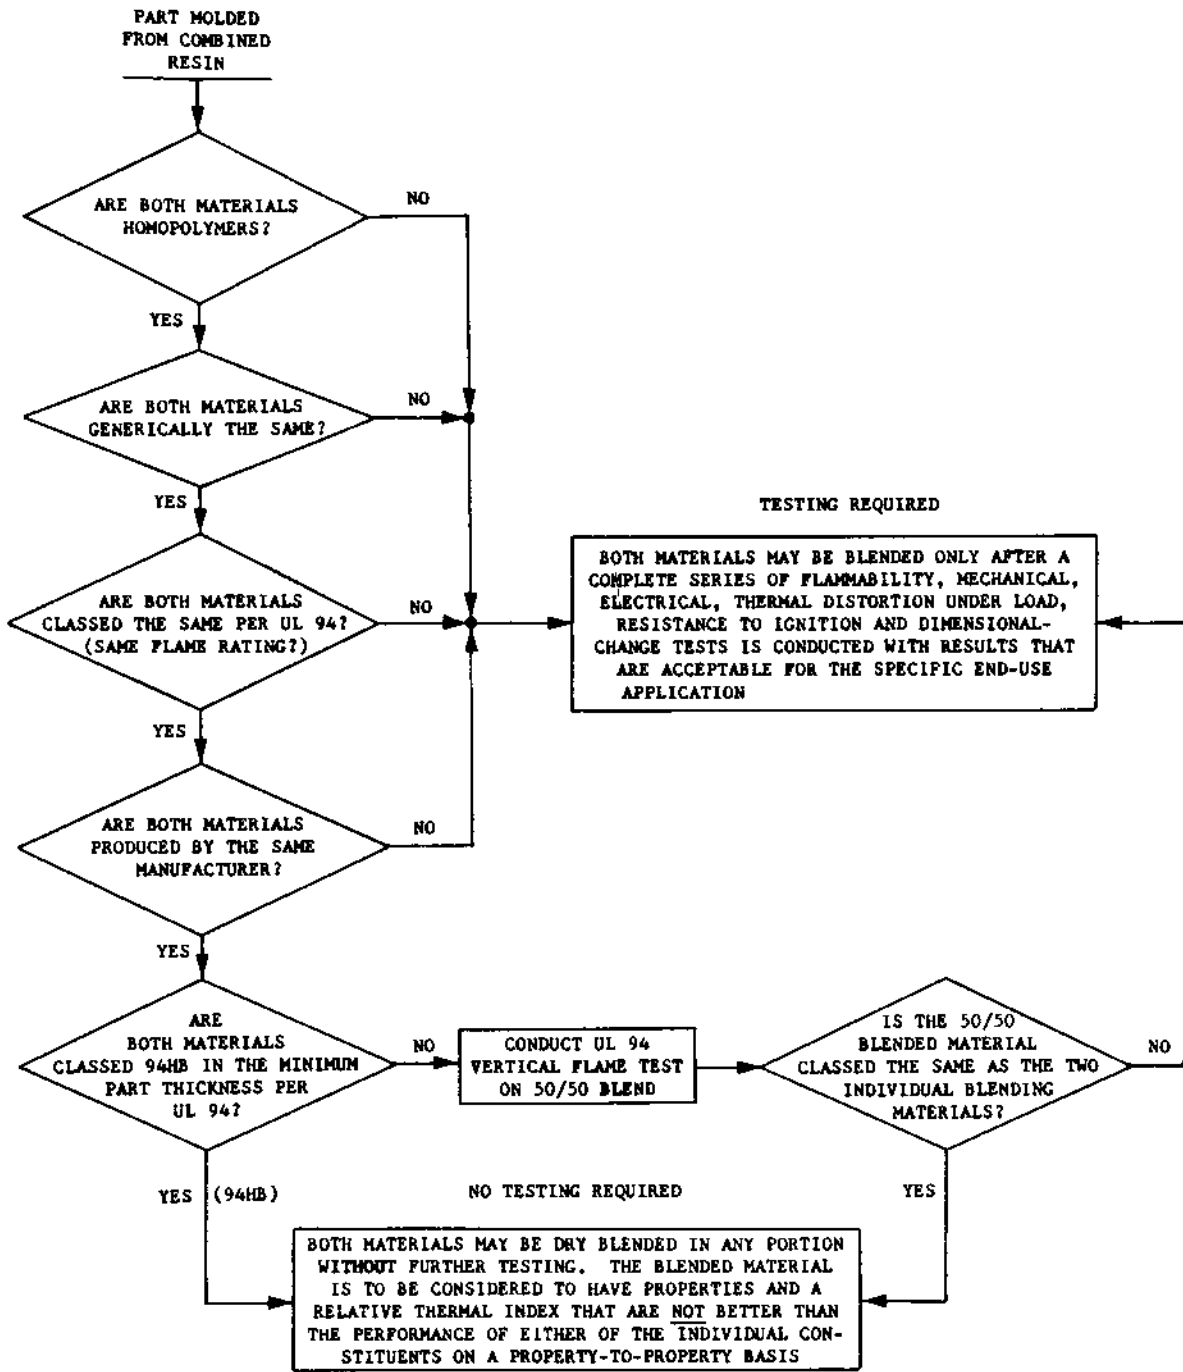 PART MOLDED
FROM COMBINED
RESIN
ARE BOTH MATERIALS
HOMOPOLYMERS?
NO
YES
ARE BOTH MATERIALS
GENERICALLY THE SAME?
NO
YES
ARE BOTH MATERIALS
CLASSED THE SAME PER UL 94?
(SAME FLAME RATING?)
NO
TESTING REQUIRED
BOTH MATERIALS MAY BE BLENDED ONLY AFTER A
COMPLETE SERIES OF FLAMMABILITY, MECHANICAL,
ELECTRICAL, THERMAL DISTORTION UNDER LOAD,
RESISTANCE TO IGNITION AND DIMENSIONAL-
CHANGE TESTS IS CONDUCTED WITH RESULTS THAT
ARE ACCEPTABLE FOR THE SPECIFIC END-USE
APPLICATION
YES
ARE BOTH MATERIALS
PRODUCED BY THE SAME
MANUFACTURER?
NO
YES
ARE
BOTH MATERIALS
CLASSED 94HB IN THE MINIMUM
PART THICKNESS PER
UL 94?
NO
CONDUCT UL 94
VERTICAL FLAME TEST
ON 50/50 BLEND
IS THE 50/50
BLENDED MATERIAL
CLASSED THE SAME AS THE TWO
INDIVIDUAL BLENDING
MATERIALS?
NO
YES (94HB)
NO TESTING REQUIRED
YES
BOTH MATERIALS MAY BE DRY BLENDED IN ANY PORTION
WITHOUT FURTHER TESTING. THE BLENDED MATERIAL
IS TO BE CONSIDERED TO HAVE PROPERTIES AND A
RELATIVE THERMAL INDEX THAT ARE NOT BETTER THAN
THE PERFORMANCE OF EITHER OF THE INDIVIDUAL CON-
STITUENTS ON A PROPERTY-TO-PROPERTY BASIS